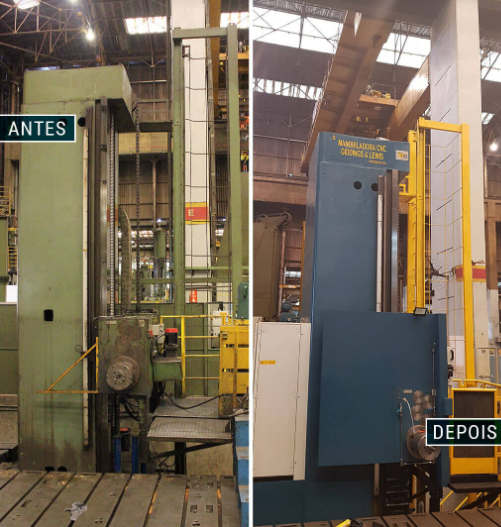 ANTES
MANDRILADORA CNC
GIDDINGS & LEWIS
DEPOIS